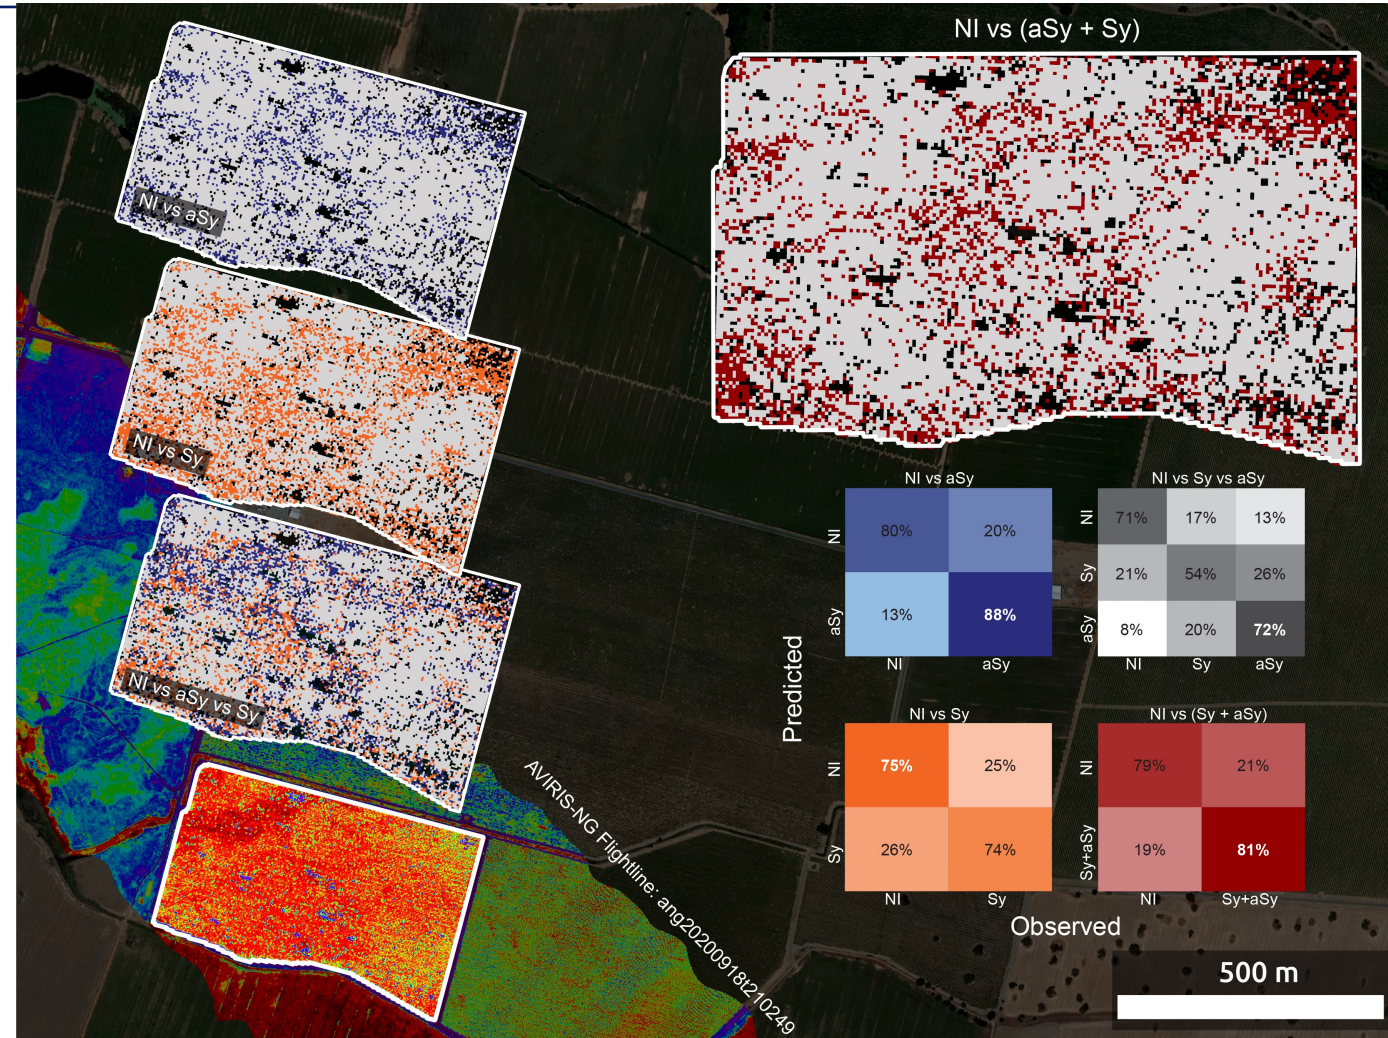 NI vs (aSy + Sy)
NI vs aSy
NI vs Sy
NI vs aSy vs Sy
AVIRIS-NG Flightline: ang20200918t210249
Predicted
NI vs aSy
NI
80%
20%
aSy
13%
88%
NI
aSy
NI vs Sy vs aSy
NI
71%
17%
13%
Sy
21%
54%
26%
aSy
8%
20%
72%
NI
Sy
aSy
NI vs Sy
NI
75%
25%
Sy
26%
74%
NI
Sy
NI vs (Sy + aSy)
NI
79%
21%
Sy+aSy
19%
81%
NI
Sy+aSy
Observed
500 m